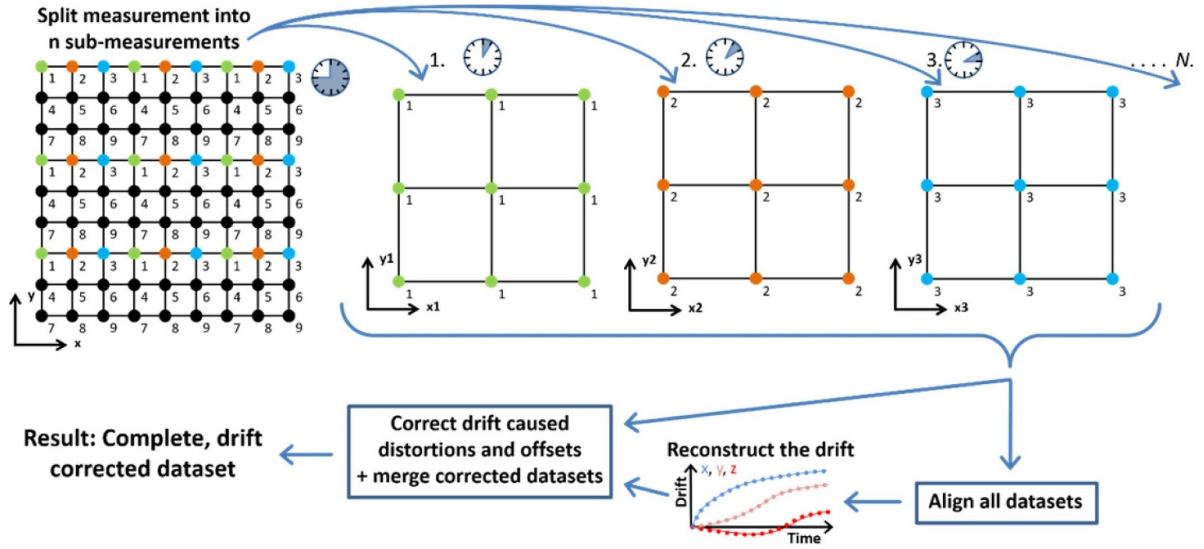 Split measurement into
n sub-measurements
1. 2. 3. .... N.
1 2 3 1 2 3 1 2 3
4 5 6 4 5 6 4 5 6
7 8 9 7 8 9 7 8 9
1 2 3 1 2 3 1 2 3
4 5 6 4 5 6 4 5 6
7 8 9 7 8 9 7 8 9
1 2 3 1 2 3 1 2 3
4 5 6 4 5 6 4 5 6
7 8 9 7 8 9 7 8 9
y
x
1 1 1
1 1 1
1 1 1
y1
x1
2 2 2
2 2 2
2 2 2
y2
x2
3 3 3
3 3 3
3 3 3
y3
x3
Result: Complete, drift
corrected dataset
Correct drift caused
distortions and offsets
+ merge corrected datasets
Reconstruct the drift
x, y, z
Drift
Time
Align all datasets